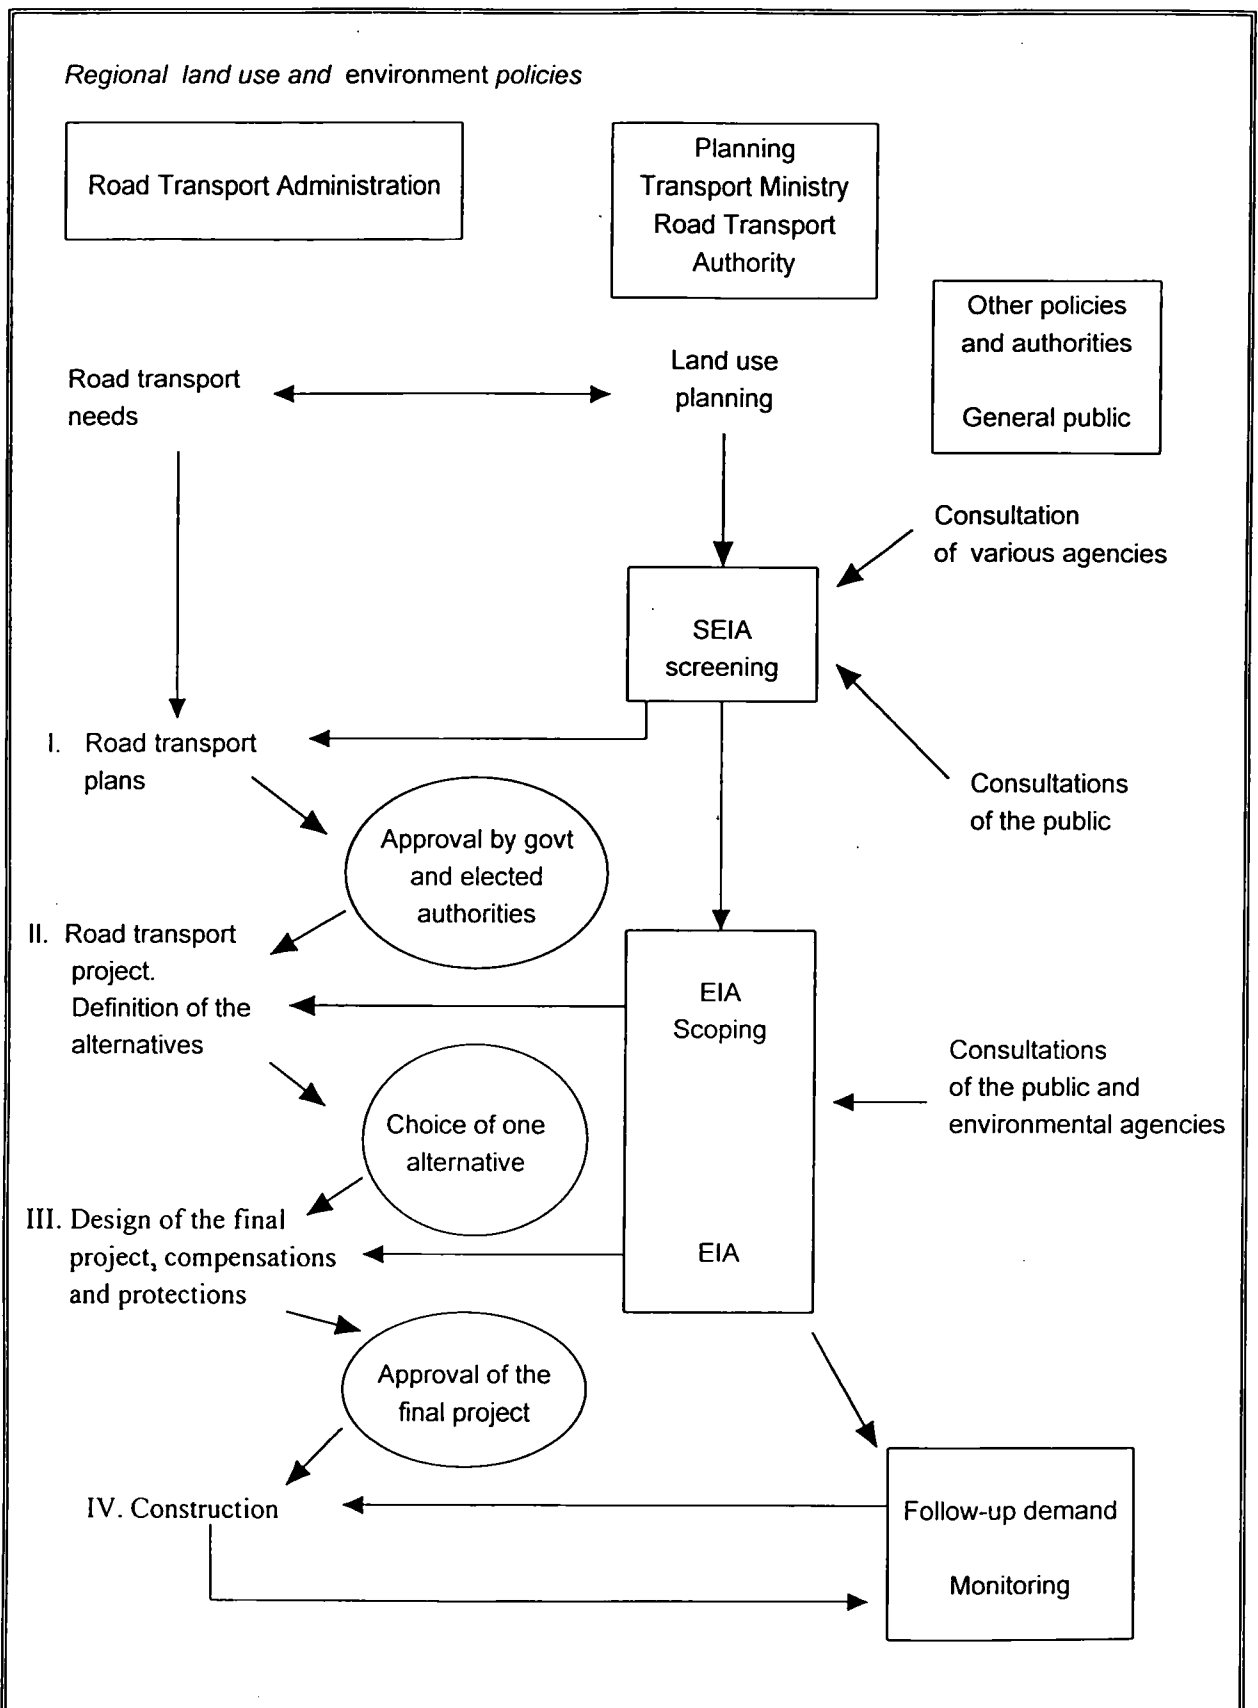 Regional land use and environment policies
Road Transport Administration
Planning
Transport Ministry
Road Transport
Authority
Other policies
and authorities
General public
Road transport
needs
Land use
planning
Consultation
of various agencies
SEIA
screening
I. Road transport
plans
Consultations
of the public
Approval by govt
and elected
authorities
II. Road transport
project.
Definition of the
alternatives
EIA
Scoping
Consultations
of the public and
environmental agencies
Choice of one
alternative
III. Design of the final
project, compensations
and protections
EIA
Approval of the
final project
IV. Construction
Follow-up demand
Monitoring